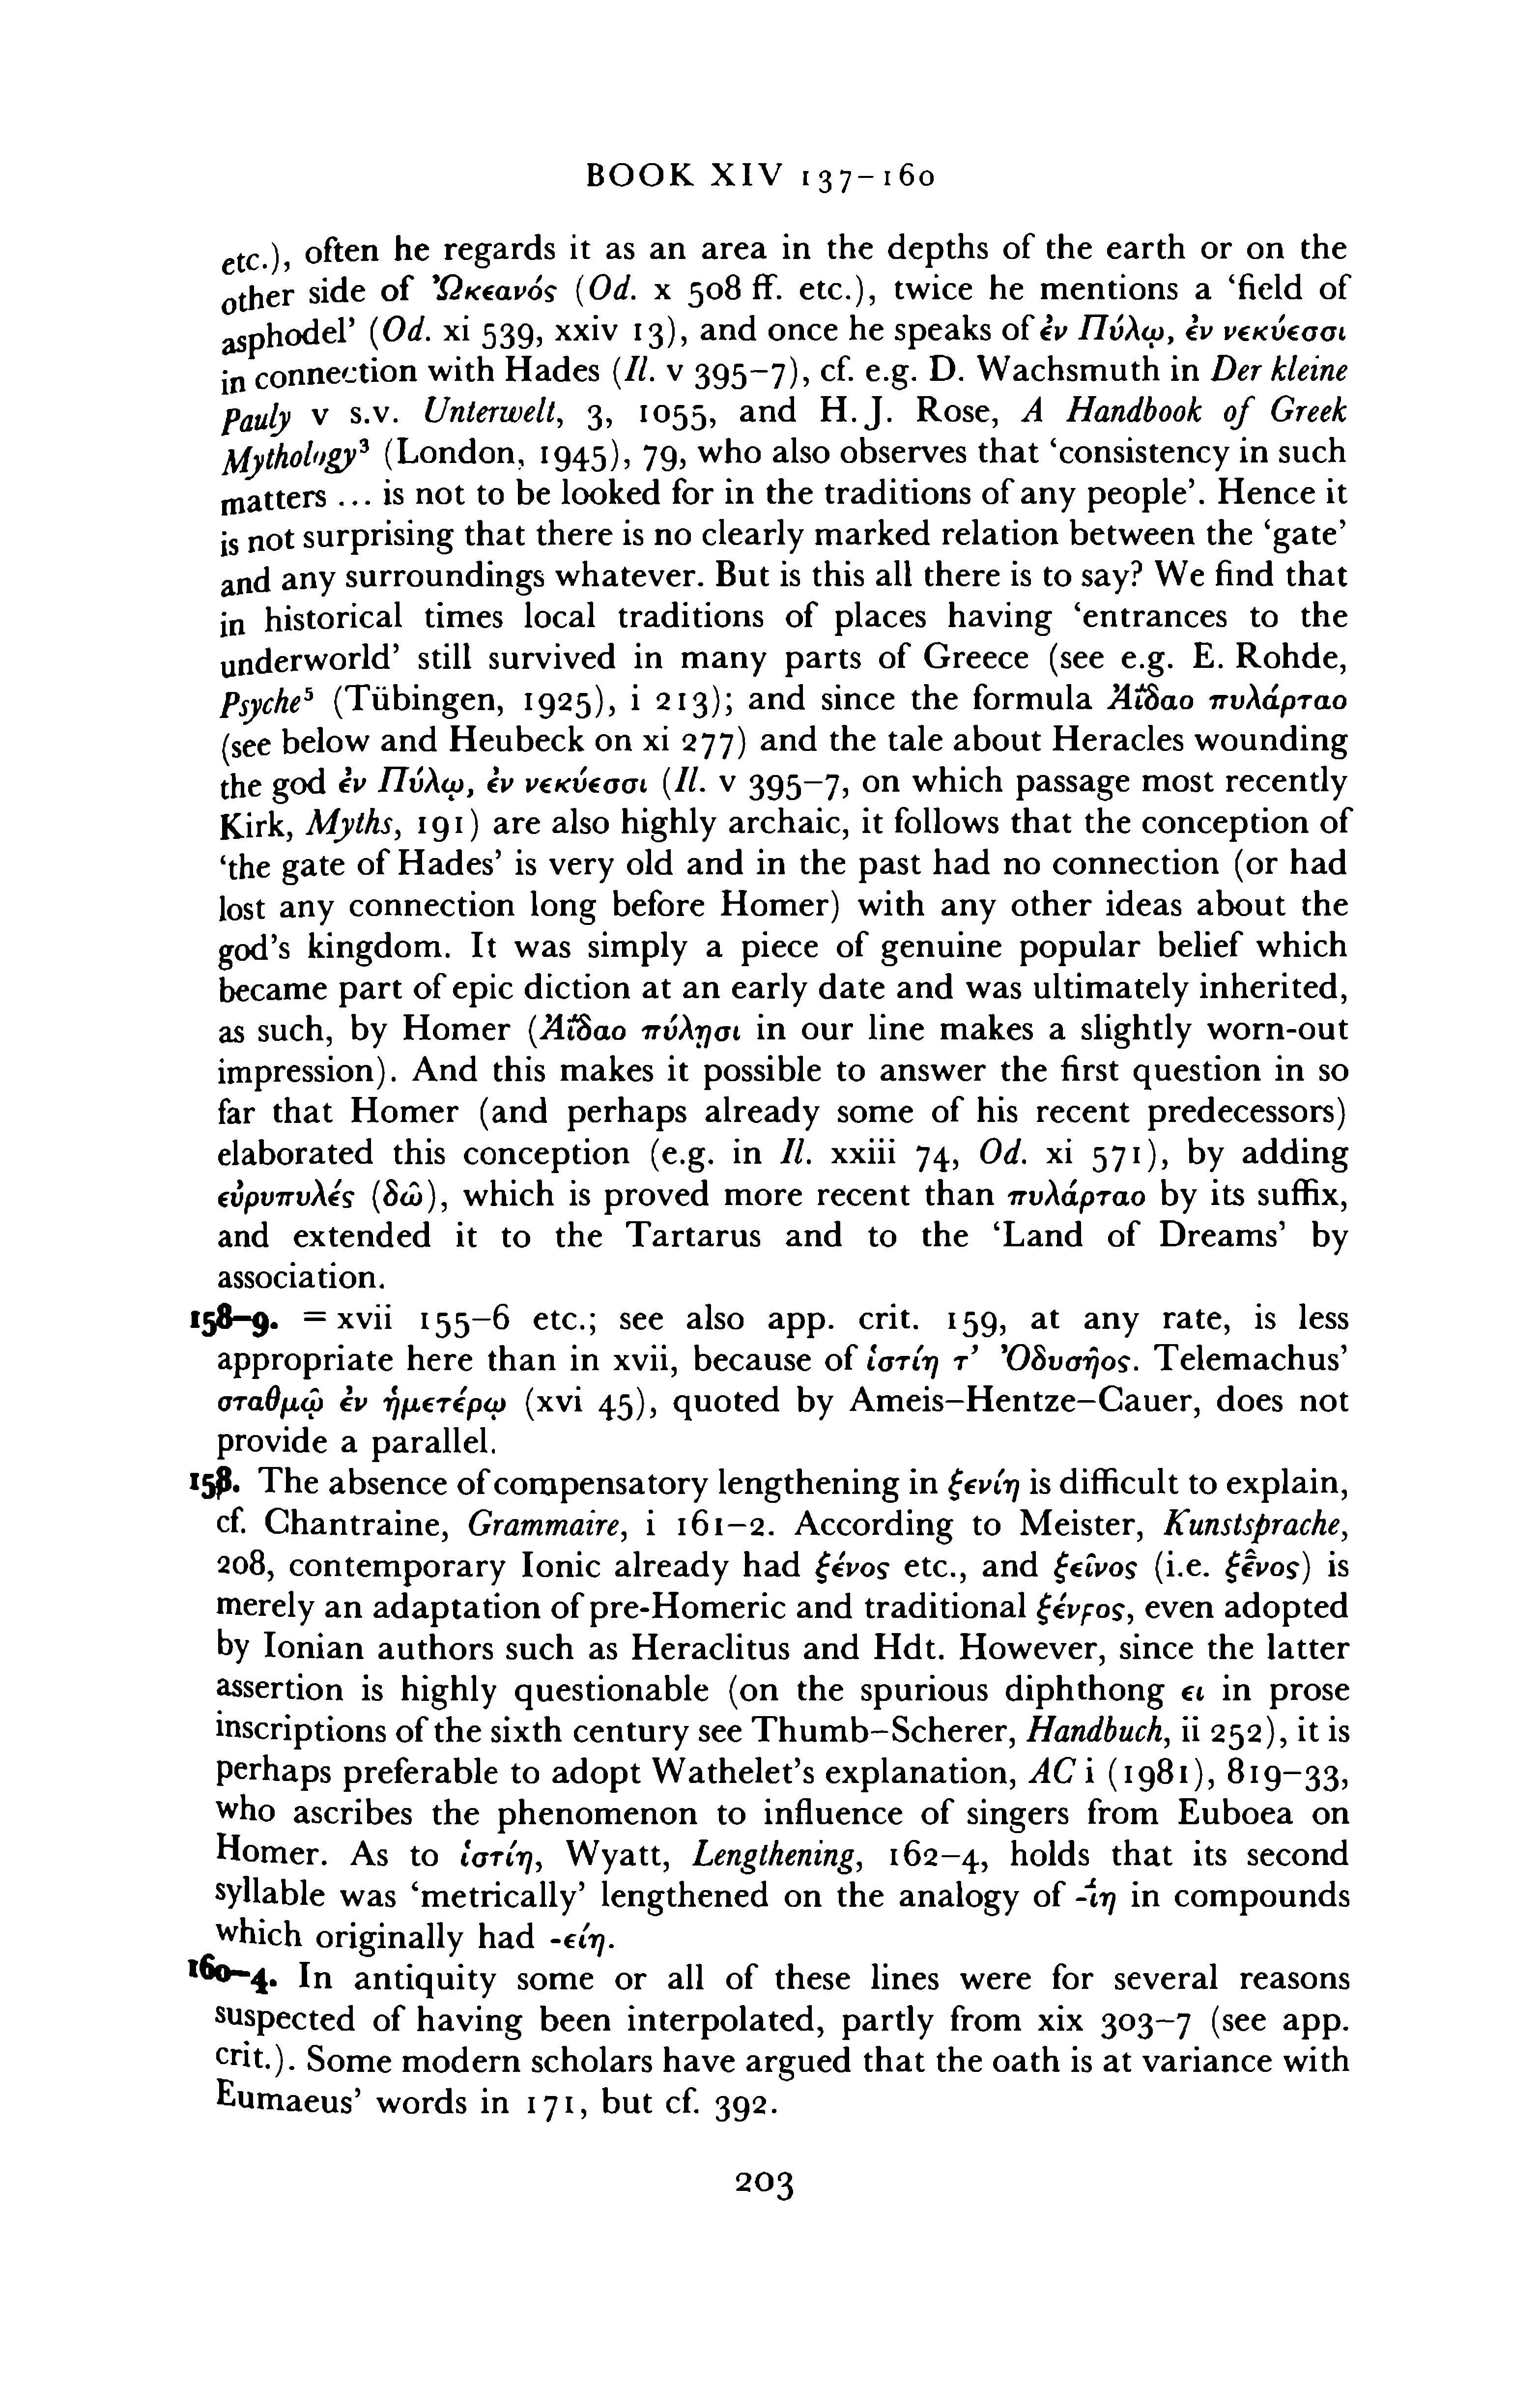 BOOK XIV 137–160
etc.), often he regards it as an area in the depths of the earth or on the
other side of Ὠκεανός (Od. x 508 ff. etc.), twice he mentions a ‘field of
asphodel’ (Od. xi 539, xxiv 13), and once he speaks of ἐν Πύλῳ, ἐν νεκύεσσι
in connection with Hades (Il. v 395–7), cf. e.g. D. Wachsmuth in Der kleine
Pauly v s.v. Unterwelt, 3, 1055, and H. J. Rose, A Handbook of Greek
Mythology³ (London, 1945), 79, who also observes that ‘consistency in such
matters ... is not to be looked for in the traditions of any people’. Hence it
is not surprising that there is no clearly marked relation between the ‘gate’
and any surroundings whatever. But is this all there is to say? We find that
in historical times local traditions of places having ‘entrances to the
underworld’ still survived in many parts of Greece (see e.g. E. Rohde,
Psyche⁵ (Tübingen, 1925), i 213); and since the formula Ἀΐδαο πυλάρταο
(see below and Heubeck on xi 277) and the tale about Heracles wounding
the god ἐν Πύλῳ, ἐν νεκύεσσι (Il. v 395–7, on which passage most recently
Kirk, Myths, 191) are also highly archaic, it follows that the conception of
‘the gate of Hades’ is very old and in the past had no connection (or had
lost any connection long before Homer) with any other ideas about the
god’s kingdom. It was simply a piece of genuine popular belief which
became part of epic diction at an early date and was ultimately inherited,
as such, by Homer (Ἀΐδαο πύλῃσι in our line makes a slightly worn-out
impression). And this makes it possible to answer the first question in so
far that Homer (and perhaps already some of his recent predecessors)
elaborated this conception (e.g. in Il. xxiii 74, Od. xi 571), by adding
εὐρυπυλές (δῶ), which is proved more recent than πυλάρταο by its suffix,
and extended it to the Tartarus and to the ‘Land of Dreams’ by
association.
158–9. = xvii 155–6 etc.; see also app. crit. 159, at any rate, is less
appropriate here than in xvii, because of ἱστίη τ’ Ὀδυσῆος. Telemachus’
σταθμῷ ἐν ἡμετέρῳ (xvi 45), quoted by Ameis–Hentze–Cauer, does not
provide a parallel.
158. The absence of compensatory lengthening in ξενίη is difficult to explain,
cf. Chantraine, Grammaire, i 161–2. According to Meister, Kunstsprache,
208, contemporary Ionic already had ξένος etc., and ξεῖνος (i.e. ξε̂νος) is
merely an adaptation of pre-Homeric and traditional ξένϝος, even adopted
by Ionian authors such as Heraclitus and Hdt. However, since the latter
assertion is highly questionable (on the spurious diphthong ει in prose
inscriptions of the sixth century see Thumb–Scherer, Handbuch, ii 252), it is
perhaps preferable to adopt Wathelet’s explanation, AC i (1981), 819–33,
who ascribes the phenomenon to influence of singers from Euboea on
Homer. As to ἱστίη, Wyatt, Lengthening, 162–4, holds that its second
syllable was ‘metrically’ lengthened on the analogy of -ῑ́η in compounds
which originally had -είη.
160–4. In antiquity some or all of these lines were for several reasons
suspected of having been interpolated, partly from xix 303–7 (see app.
crit.). Some modern scholars have argued that the oath is at variance with
Eumaeus’ words in 171, but cf. 392.
203